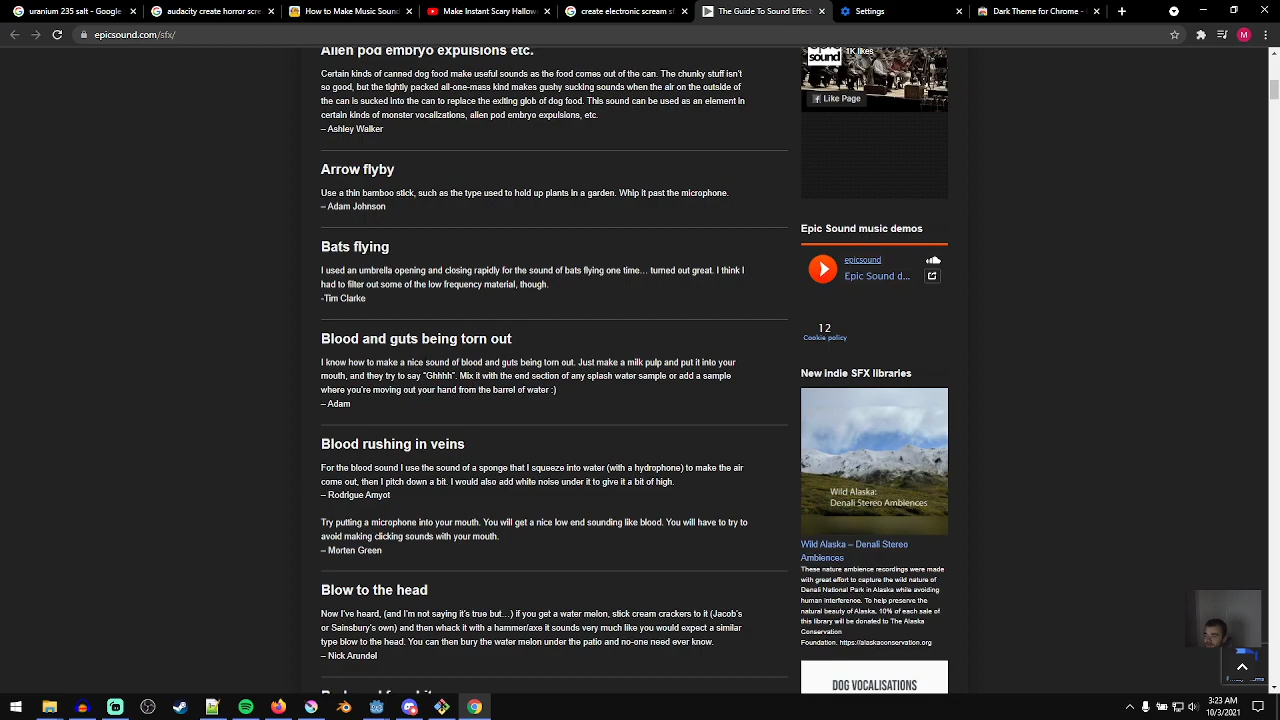 uranium 235 salt - Google
audacity create horror scre
How To Make Music Sound
Make Instant Scary Hallow
create electronic scream sf
The Guide To Sound Effect
Settings
Dark Theme for Chrome -
epicsound.com/sfx/
M
Alien pod embryo expulsions etc.
Certain kinds of canned dog food make useful sounds as the food comes out of the can. The chunky stuff isn't
so good, but the tightly packed all-one-mass kind makes gushy sucking sounds when the air on the outside of
the can is sucked into the can to replace the oozing glob of food. This sound can be used as an element in
certain kinds of monster vocalizations, alien pod embryo expulsions, etc.
– Ashley Walker
Arrow flyby
Use a thin bamboo stick, such as the type used to hold up plants in a garden. Whip it past the microphone.
– Adam Johnson
Bats flying
I used an umbrella opening and closing rapidly for the sound of bats flying one time… turned out great. I think I
had to filter out some of the low frequency material, though.
-Tim Clarke
Blood and guts being torn out
I know how to make a nice sound of blood and guts being torn out. Just make a milk pulp and put it into your
mouth, and they try to say "Ghhhh". Mix it with the end section of any splash water sample or add a sample
where you're moving out your hand from the barrel of water :)
– Adam
Blood rushing in veins
For the blood sound I use the sound of a sponge that I squeeze into water (with a hydrophone) to make the air
come out, then I pitch down a bit. I would also add white noise under it to give it a bit of high.
– Rodrigue Amyot
Try putting a microphone into your mouth. You will get a nice low end sounding like blood. You will have to try to
avoid making clicking sounds with your mouth.
– Morten Green
Blow to the head
Now I've heard, (and I'm not saying it's true but…) if you get a water melon, stick cream crackers to it (Jacob's
or Sainsbury's own) and then whack it with a hammer/axe it sounds very much like you would expect a similar
type blow to the head. You can then bury the water melon under the patio and no-one need ever know.
– Nick Arundel
sound
1K likes
Like Page
Epic Sound music demos
epicsound
Epic Sound d...
12
Cookie policy
New Indie SFX libraries
Wild Alaska:
Denali Stereo Ambiences
Wild Alaska – Denali Stereo
Ambiences
These nature ambience recordings were made
with great effort to capture the wild nature of
Denali National Park in Alaska while avoiding
human interference. To help preserve the
natural beauty of Alaska, 10% of each sale of
this library will be donated to The Alaska
Conservation
Foundation. https://alaskaconservation.org
DOG VOCALISATIONS
3:23 AM
10/3/2021